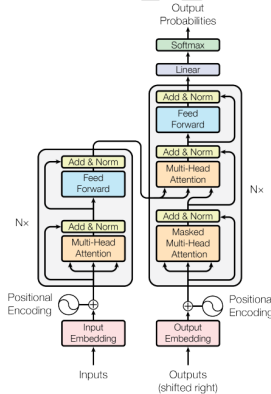 Output
Probabilities
Softmax
Linear
Add & Norm
Feed
Forward
Add & Norm
Multi-Head
Attention
Add & Norm
Masked
Multi-Head
Attention
Nx
Add & Norm
Feed
Forward
Add & Norm
Multi-Head
Attention
Nx
Positional
Encoding
Input
Embedding
Inputs
Positional
Encoding
Output
Embedding
Outputs
(shifted right)